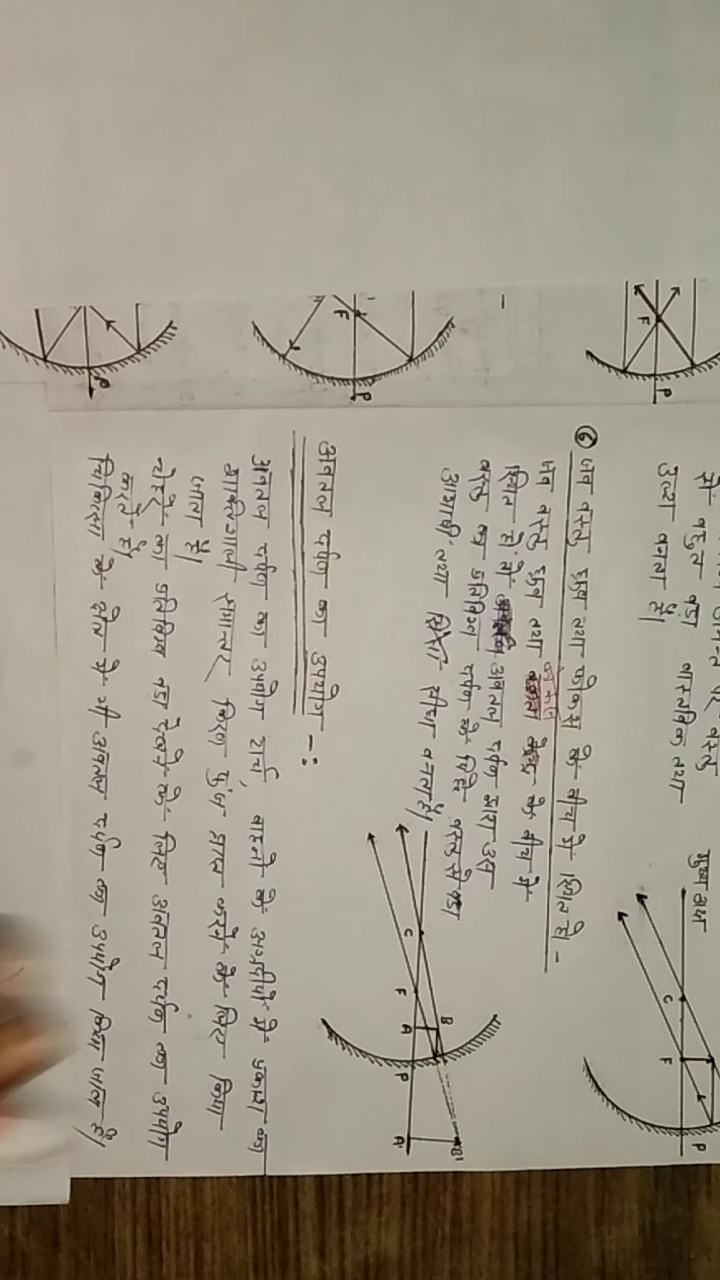 से बहुत बड़ा वास्तविक तथा
उल्टा बनता है।
मुख्य अक्ष
C
F
P
F
P
F
P
P
⑥ जब वस्तु ध्रुव तथा फोकस के बीच में स्थित हो -
जब वस्तु ध्रुव तथा फोकस के बीच में
स्थित हो तो अवतल दर्पण द्वारा उस
वस्तु का प्रतिबिम्ब दर्पण के पिछे वस्तु से बड़ा
आभासी तथा सीधा बनता है।
C
F
A
B
P
A'
B'
अवतल दर्पण का उपयोग -:
अवतल दर्पण का उपयोग टार्च, वाहनो के अग्रदीपो में प्रकाश का
शक्तिशाली समान्तर किरण पुंज प्राप्त करने के लिए किया
जाता है।
चेहरे का प्रतिबिंब बड़ा देखने के लिए अवतल दर्पण का उपयोग
करते है।
चिकित्सा के क्षेत्र में भी अवतल दर्पण का उपयोग किया जाता है।